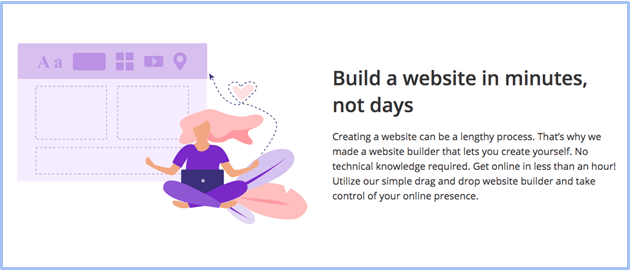 Aa
Build a website in minutes,
not days
Creating a website can be a lengthy process. That's why we
made a website builder that lets you create yourself. No
technical knowledge required. Get online in less than an hour!
Utilize our simple drag and drop website builder and take
control of your online presence.